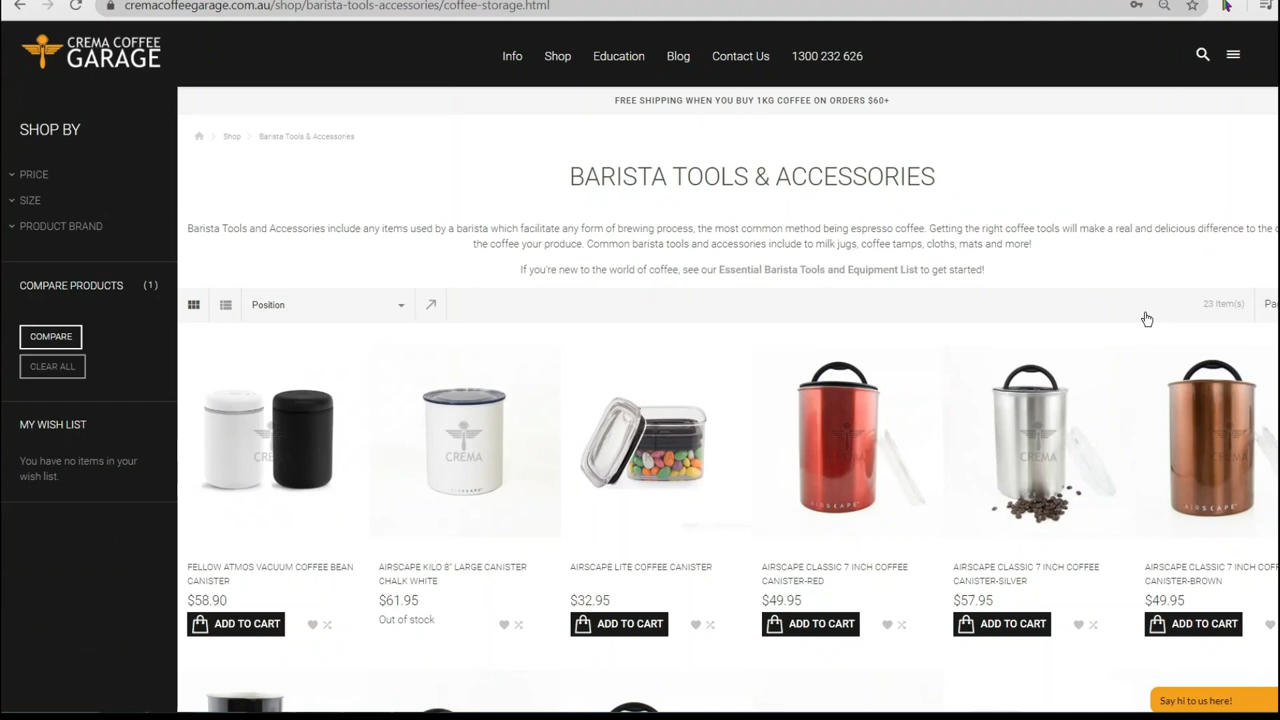 cremacoffeegarage.com.au/shop/barista-tools-accessories/coffee-storage.html
CREMA COFFEE
GARAGE
Info
Shop
Education
Blog
Contact Us
1300 232 626
FREE SHIPPING WHEN YOU BUY 1KG COFFEE ON ORDERS $60+
SHOP BY
PRICE
SIZE
PRODUCT BRAND
COMPARE PRODUCTS (1)
COMPARE
CLEAR ALL
MY WISH LIST
You have no items in your
wish list.
Shop
Barista Tools & Accessories
BARISTA TOOLS & ACCESSORIES
Barista Tools and Accessories include any items used by a barista which facilitate any form of brewing process, the most common method being espresso coffee. Getting the right coffee tools will make a real and delicious difference to the
the coffee your produce. Common barista tools and accessories include to milk jugs, coffee tamps, cloths, mats and more!
If you're new to the world of coffee, see our Essential Barista Tools and Equipment List to get started!
Position
23 Item(s)
CREMA
CREMA
CREMA
CREMA
AIRSCAPE
AIRSCAPE
FELLOW ATMOS VACUUM COFFEE BEAN
CANISTER
$58.90
ADD TO CART
AIRSCAPE KILO 8" LARGE CANISTER
CHALK WHITE
$61.95
Out of stock
AIRSCAPE LITE COFFEE CANISTER
$32.95
ADD TO CART
AIRSCAPE CLASSIC 7 INCH COFFEE
CANISTER-RED
$49.95
ADD TO CART
AIRSCAPE CLASSIC 7 INCH COFFEE
CANISTER-SILVER
$57.95
ADD TO CART
AIRSCAPE CLASSIC 7 INCH COFFEE
CANISTER-BROWN
$49.95
ADD TO CART
Say hi to us here!